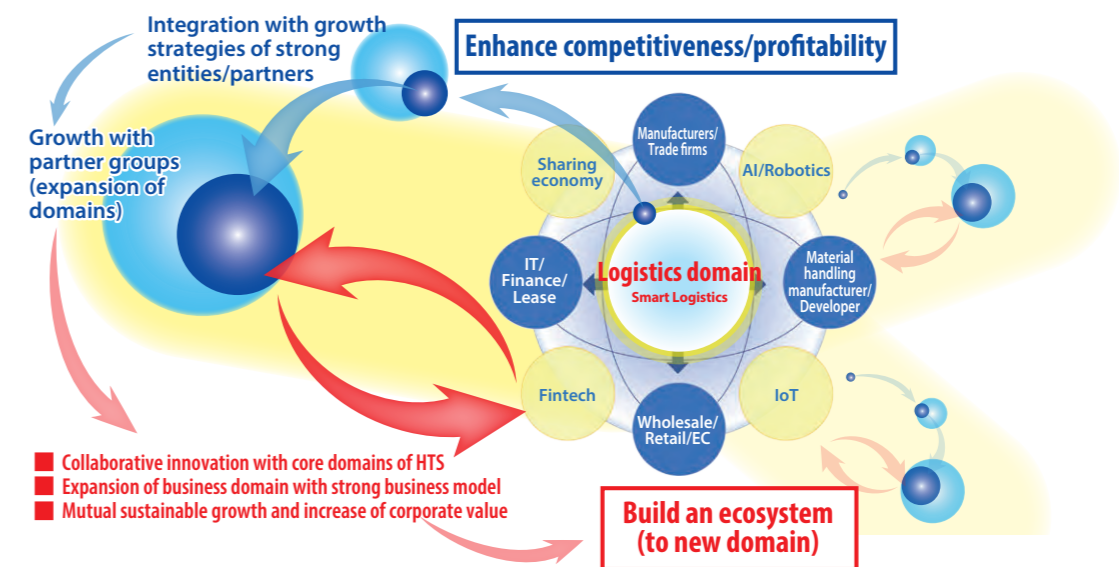 Integration with growth
strategies of strong
entities/partners
Enhance competitiveness/profitability
Growth with
partner groups
(expansion of
domains)
Sharing
economy
Manufacturers/
Trade firms
AI/Robotics
IT/
Finance/
Lease
Logistics domain
Smart Logistics
Material
handling
manufacturer/
Developer
Fintech
Wholesale/
Retail/EC
IoT
Collaborative innovation with core domains of HTS
Expansion of business domain with strong business model
Mutual sustainable growth and increase of corporate value
Build an ecosystem
(to new domain)